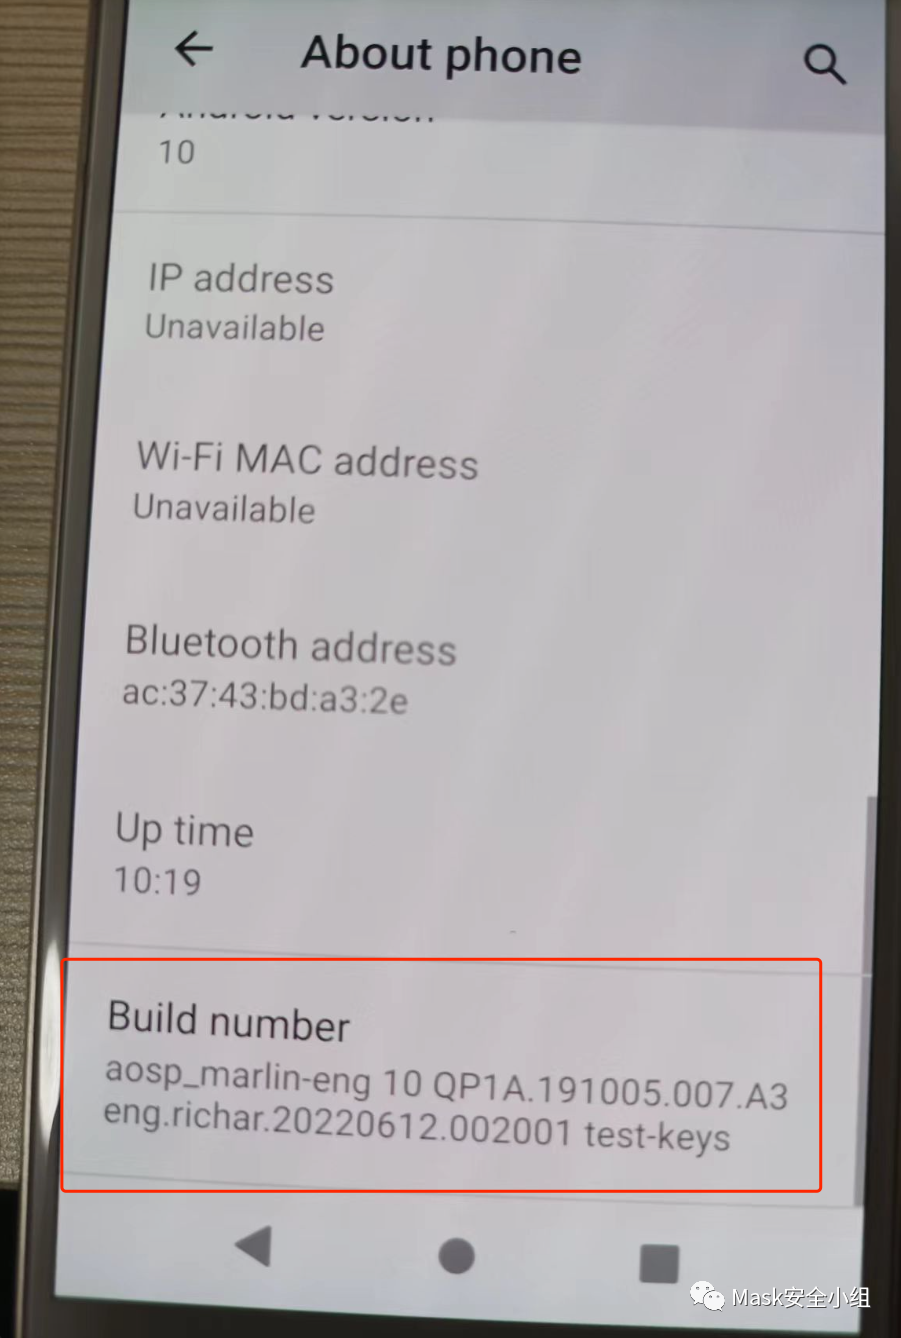 About phone
Android version
10
IP address
Unavailable
Wi-Fi MAC address
Unavailable
Bluetooth address
ac:37:43:bd:a3:2e
Up time
10:19
Build number
aosp_marlin-eng 10 QP1A.191005.007.A3
eng.richar.20220612.002001 test-keys
Mask安全小组